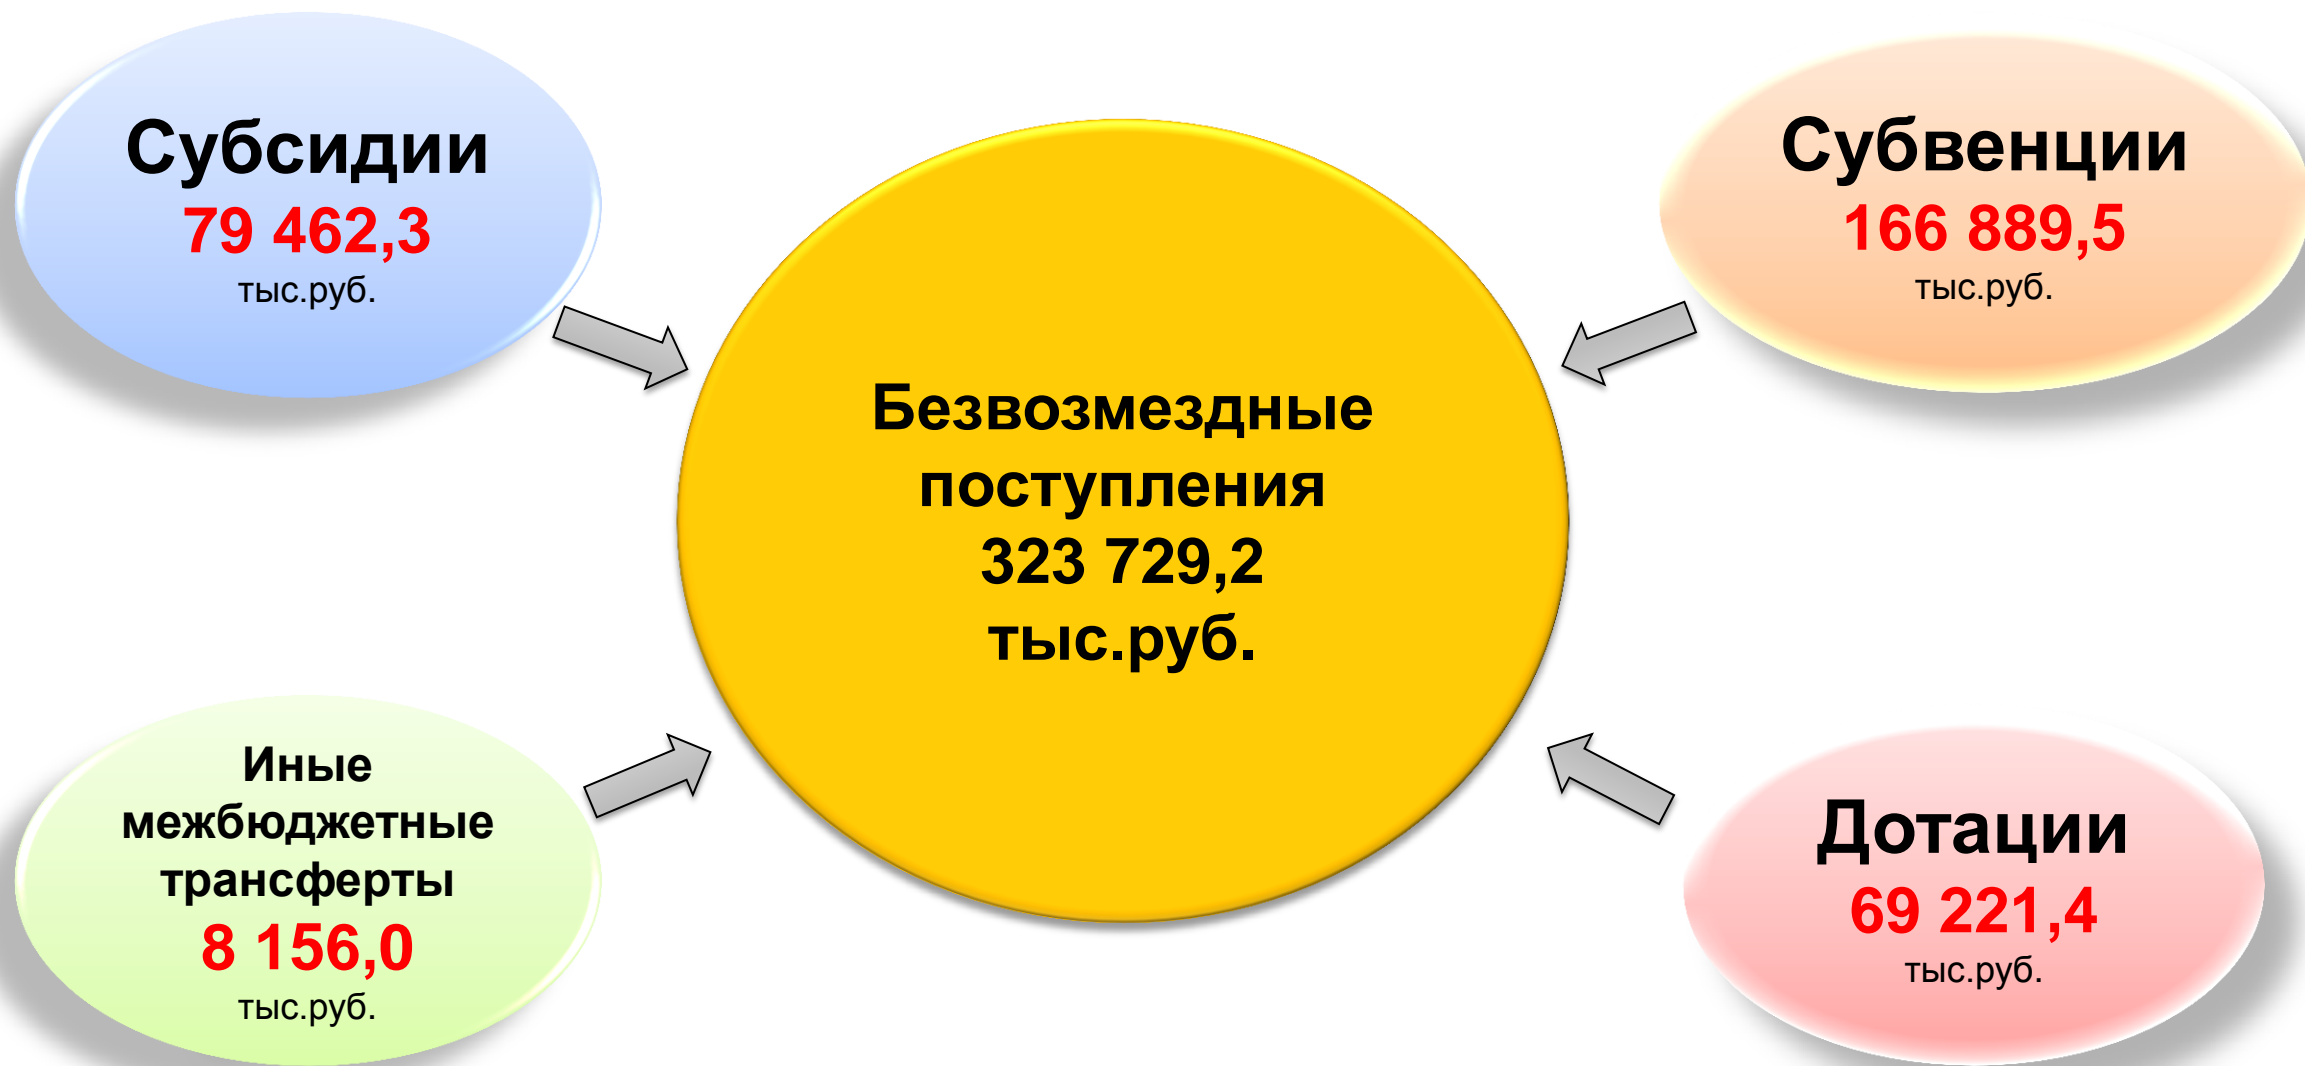 Субсидии
79 462,3
тыс.руб.
Субвенции
166 889,5
тыс.руб.
Безвозмездные
поступления
323 729,2
тыс.руб.
Иные
межбюджетные
трансферты
8 156,0
тыс.руб.
Дотации
69 221,4
тыс.руб.